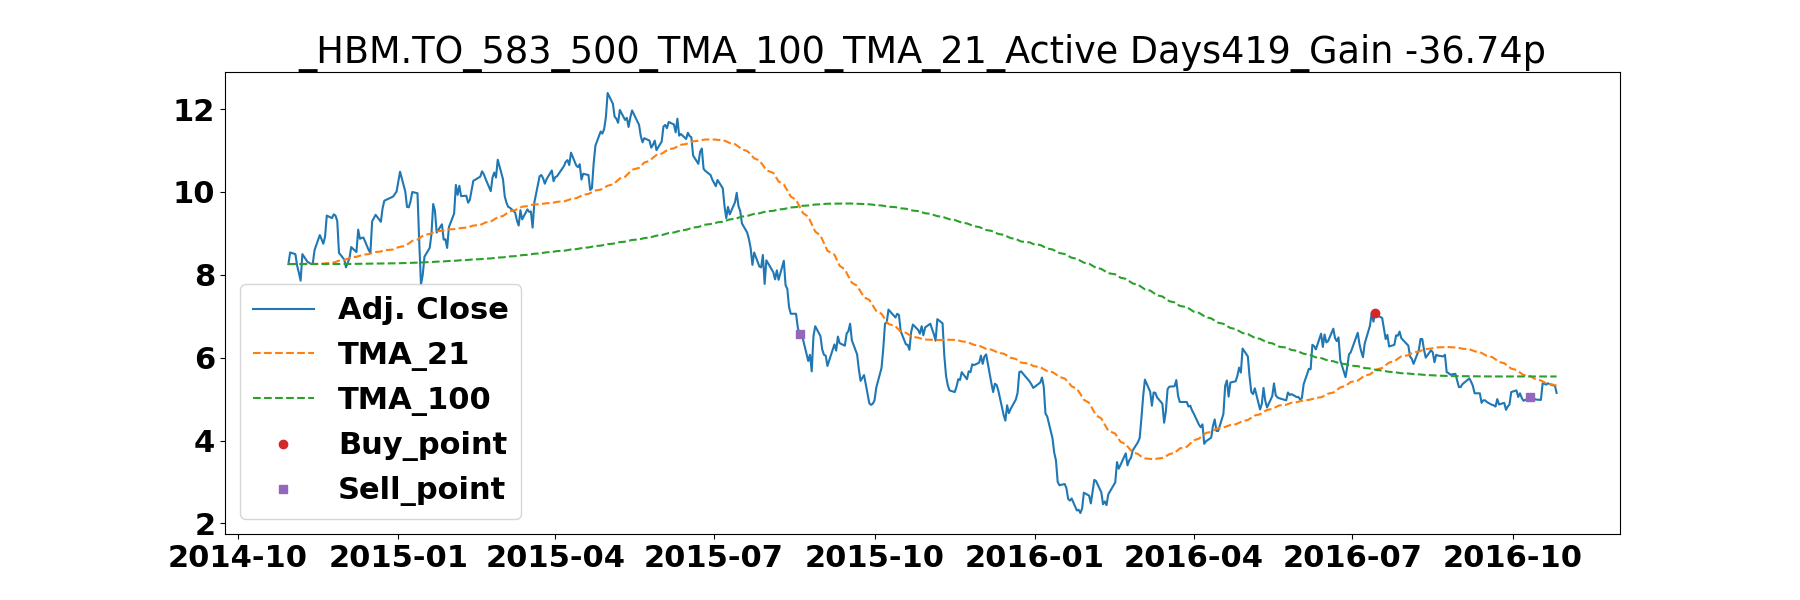 _HBM.TO_583_500_TMA_100_TMA_21_Active Days419_Gain -36.74p
12
10
8
6
4
2
Adj. Close
TMA_21
TMA_100
Buy_point
Sell_point
2014-10 2015-01 2015-04 2015-07 2015-10 2016-01 2016-04 2016-07 2016-10